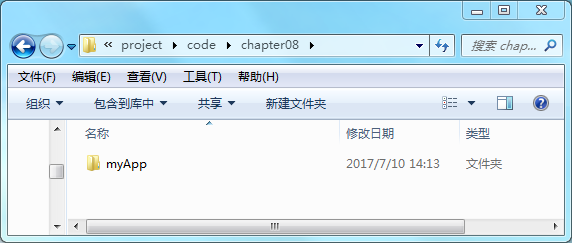 « project code chapter08 搜索 chap...
文件(F) 编辑(E) 查看(V) 工具(T) 帮助(H)
组织 包含到库中 共享 新建文件夹
名称 修改日期 类型
myApp 2017/7/10 14:13 文件夹